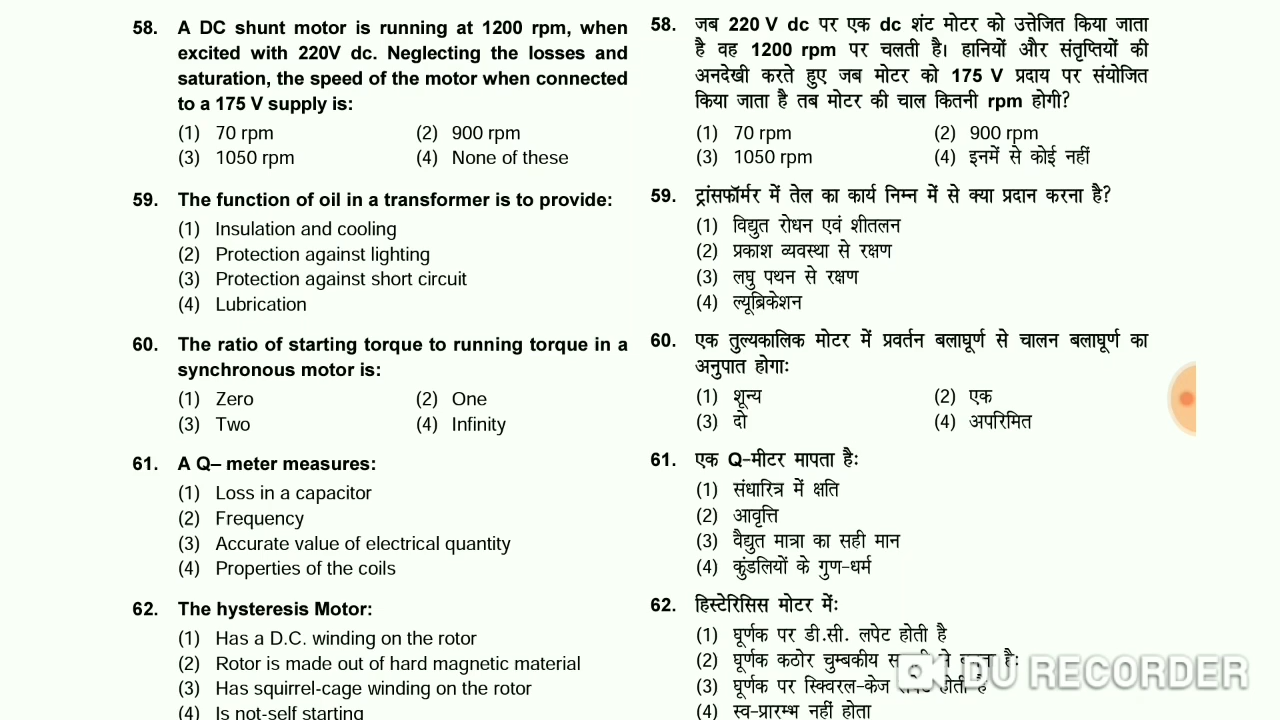 58. A DC shunt motor is running at 1200 rpm, when
excited with 220V dc. Neglecting the losses and
saturation, the speed of the motor when connected
to a 175 V supply is:
(1) 70 rpm (2) 900 rpm
(3) 1050 rpm (4) None of these
59. The function of oil in a transformer is to provide:
(1) Insulation and cooling
(2) Protection against lighting
(3) Protection against short circuit
(4) Lubrication
60. The ratio of starting torque to running torque in a
synchronous motor is:
(1) Zero (2) One
(3) Two (4) Infinity
61. A Q– meter measures:
(1) Loss in a capacitor
(2) Frequency
(3) Accurate value of electrical quantity
(4) Properties of the coils
62. The hysteresis Motor:
(1) Has a D.C. winding on the rotor
(2) Rotor is made out of hard magnetic material
(3) Has squirrel-cage winding on the rotor
(4) Is not-self starting
58. जब 220 V dc पर एक dc शंट मोटर को उत्तेजित किया जाता
है वह 1200 rpm पर चलती है। हानियों और संतृप्तियों की
अनदेखी करते हुए जब मोटर को 175 V प्रदाय पर संयोजित
किया जाता है तब मोटर की चाल कितनी rpm होगी?
(1) 70 rpm (2) 900 rpm
(3) 1050 rpm (4) इनमें से कोई नहीं
59. ट्रांसफॉर्मर में तेल का कार्य निम्न में से क्या प्रदान करना है?
(1) विद्युत रोधन एवं शीतलन
(2) प्रकाश व्यवस्था से रक्षण
(3) लघु पथन से रक्षण
(4) ल्यूब्रिकेशन
60. एक तुल्यकालिक मोटर में प्रवर्तन बलाघूर्ण से चालन बलाघूर्ण का
अनुपात होगाः
(1) शून्य (2) एक
(3) दो (4) अपरिमित
61. एक Q-मीटर मापता हैः
(1) संधारित्र में क्षति
(2) आवृत्ति
(3) वैद्युत मात्रा का सही मान
(4) कुंडलियों के गुण-धर्म
62. हिस्टेरिसिस मोटर मेंः
(1) घूर्णक पर डी.सी. लपेट होती है
(2) घूर्णक कठोर चुम्बकीय
(3) घूर्णक पर स्क्विरल-केज होती है
(4) स्व-प्रारम्भ नहीं होता
DU RECORDER